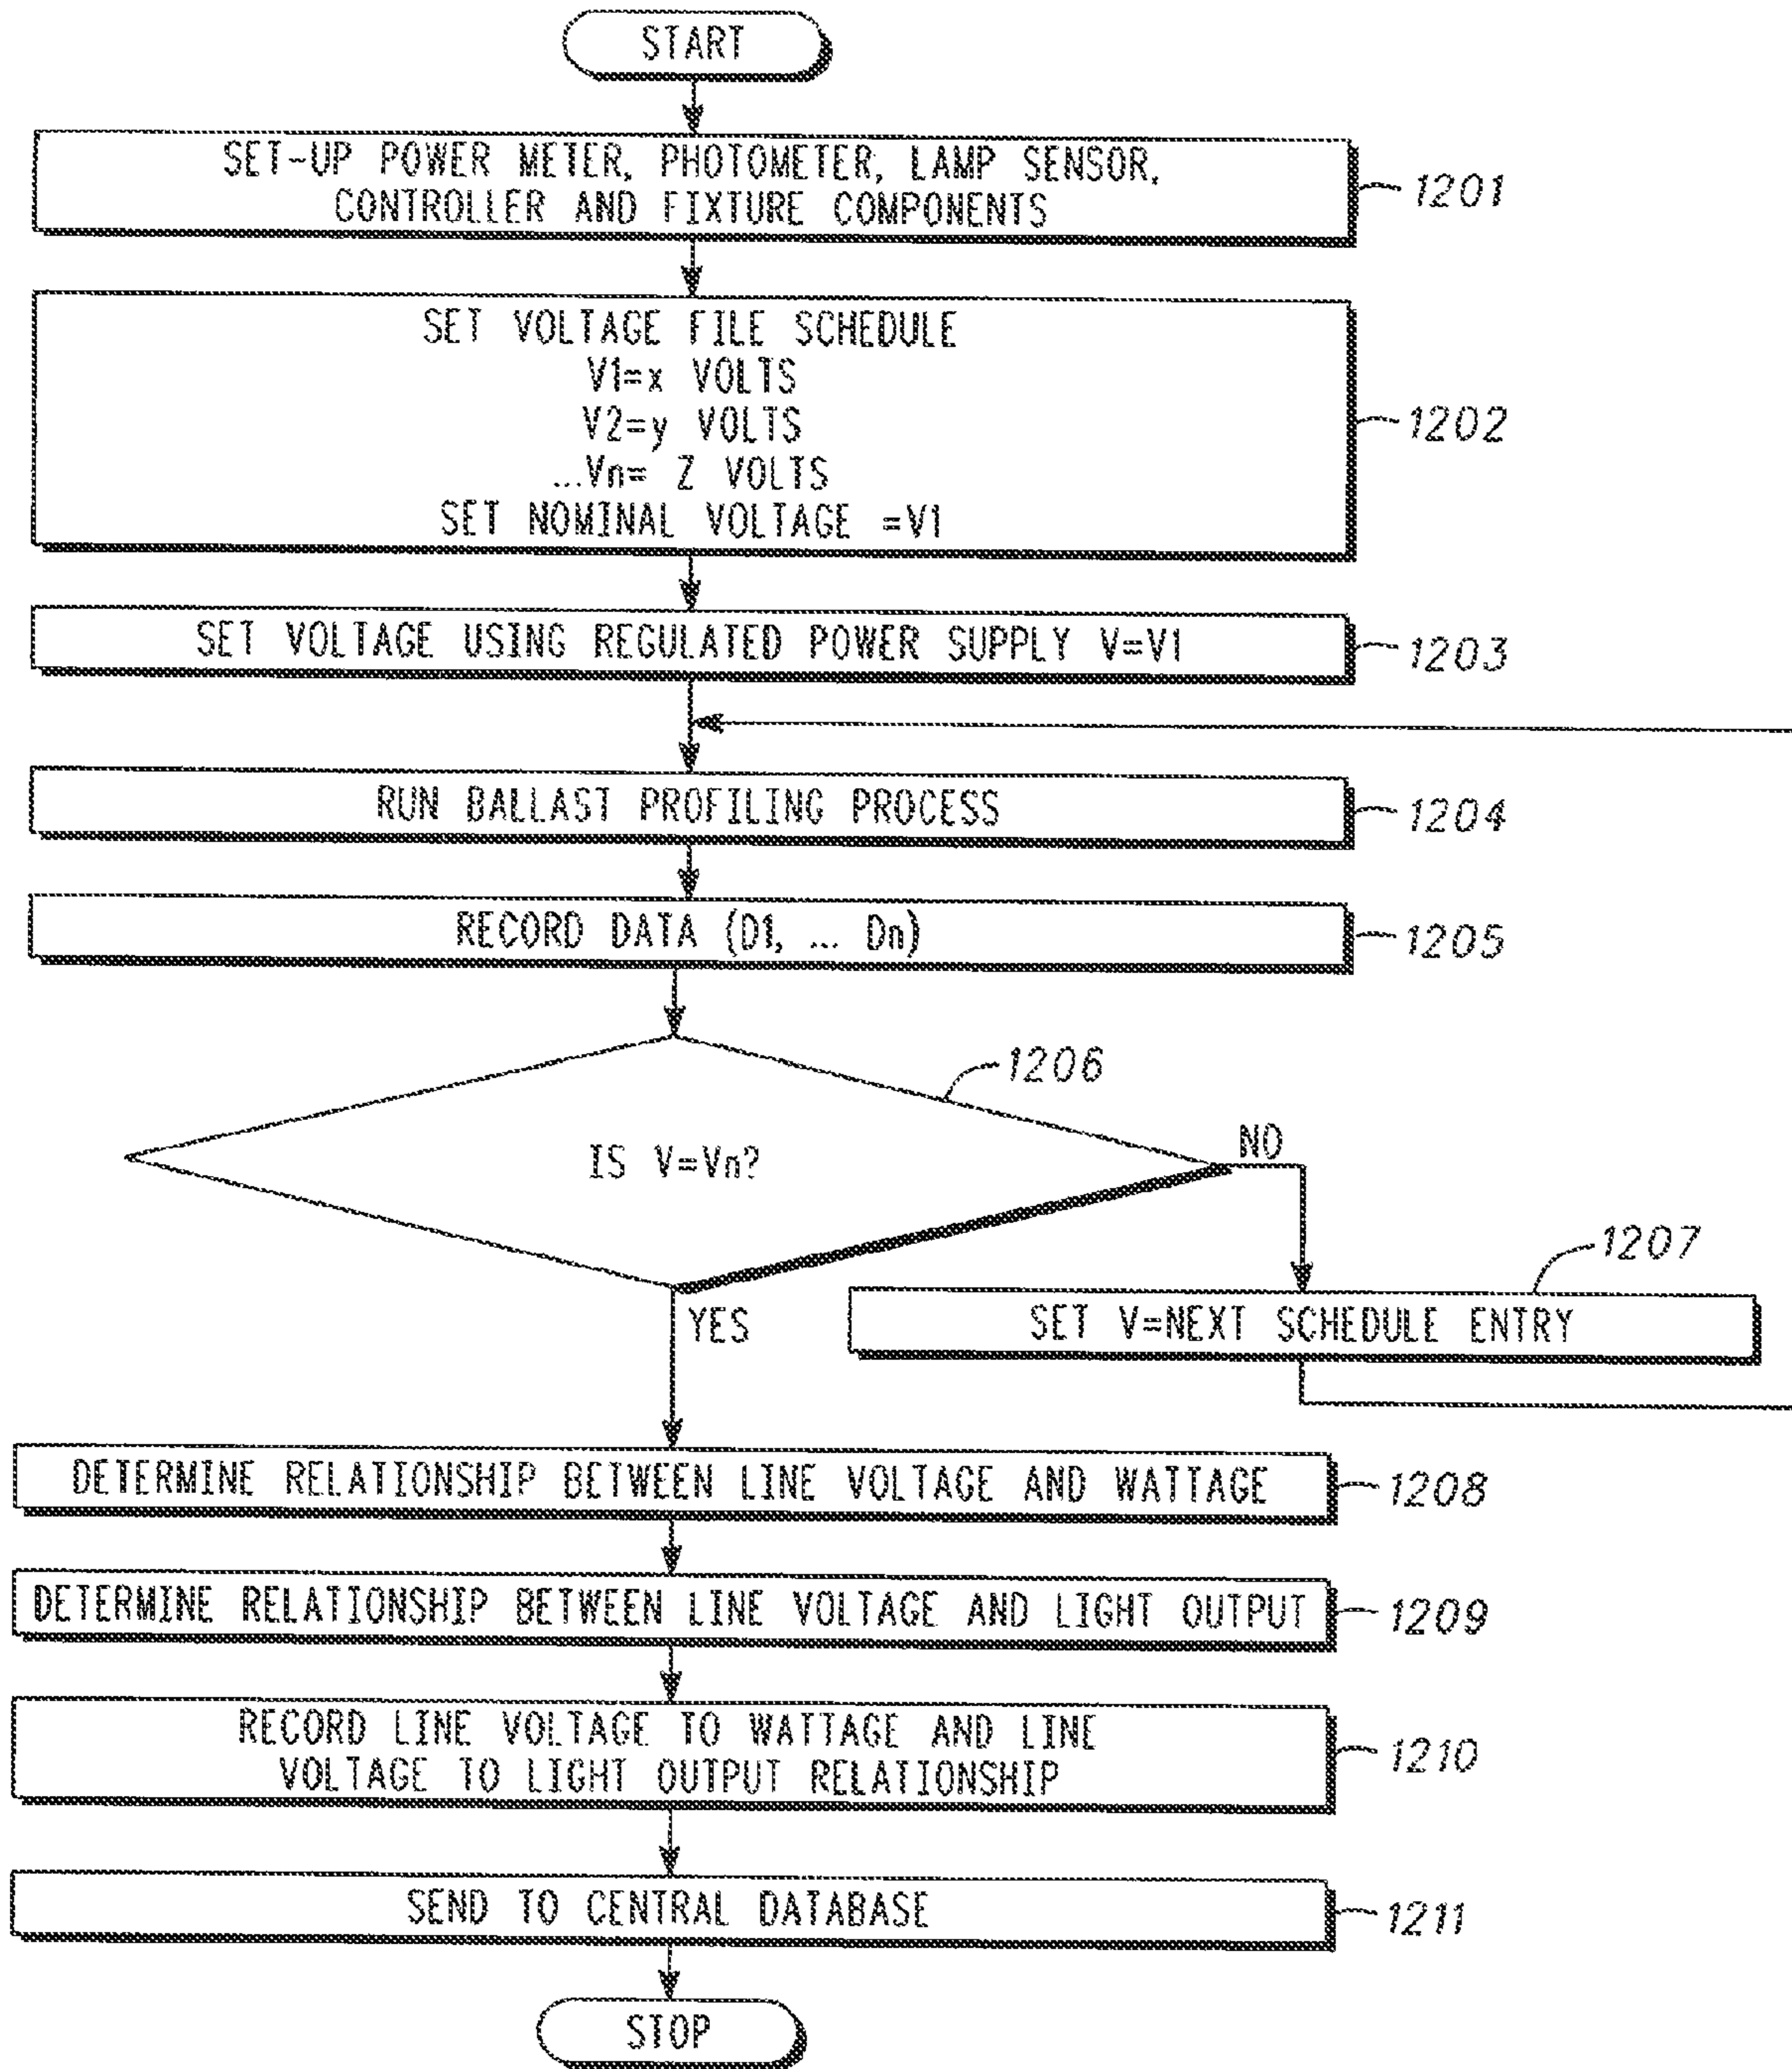 START
SET-UP POWER METER, PHOTOMETER, LAMP SENSOR,
CONTROLLER AND FIXTURE COMPONENTS
1201
SET VOLTAGE FILE SCHEDULE
V1=x VOLTS
V2=y VOLTS
...Vn= Z VOLTS
SET NOMINAL VOLTAGE =V1
1202
SET VOLTAGE USING REGULATED POWER SUPPLY V=V1
1203
RUN BALLAST PROFILING PROCESS
1204
RECORD DATA (D1, ... Dn)
1205
1206
IS V=Vn?
NO
1207
SET V=NEXT SCHEDULE ENTRY
YES
DETERMINE RELATIONSHIP BETWEEN LINE VOLTAGE AND WATTAGE
1208
DETERMINE RELATIONSHIP BETWEEN LINE VOLTAGE AND LIGHT OUTPUT
1209
RECORD LINE VOLTAGE TO WATTAGE AND LINE
VOLTAGE TO LIGHT OUTPUT RELATIONSHIP
1210
SEND TO CENTRAL DATABASE
1211
STOP